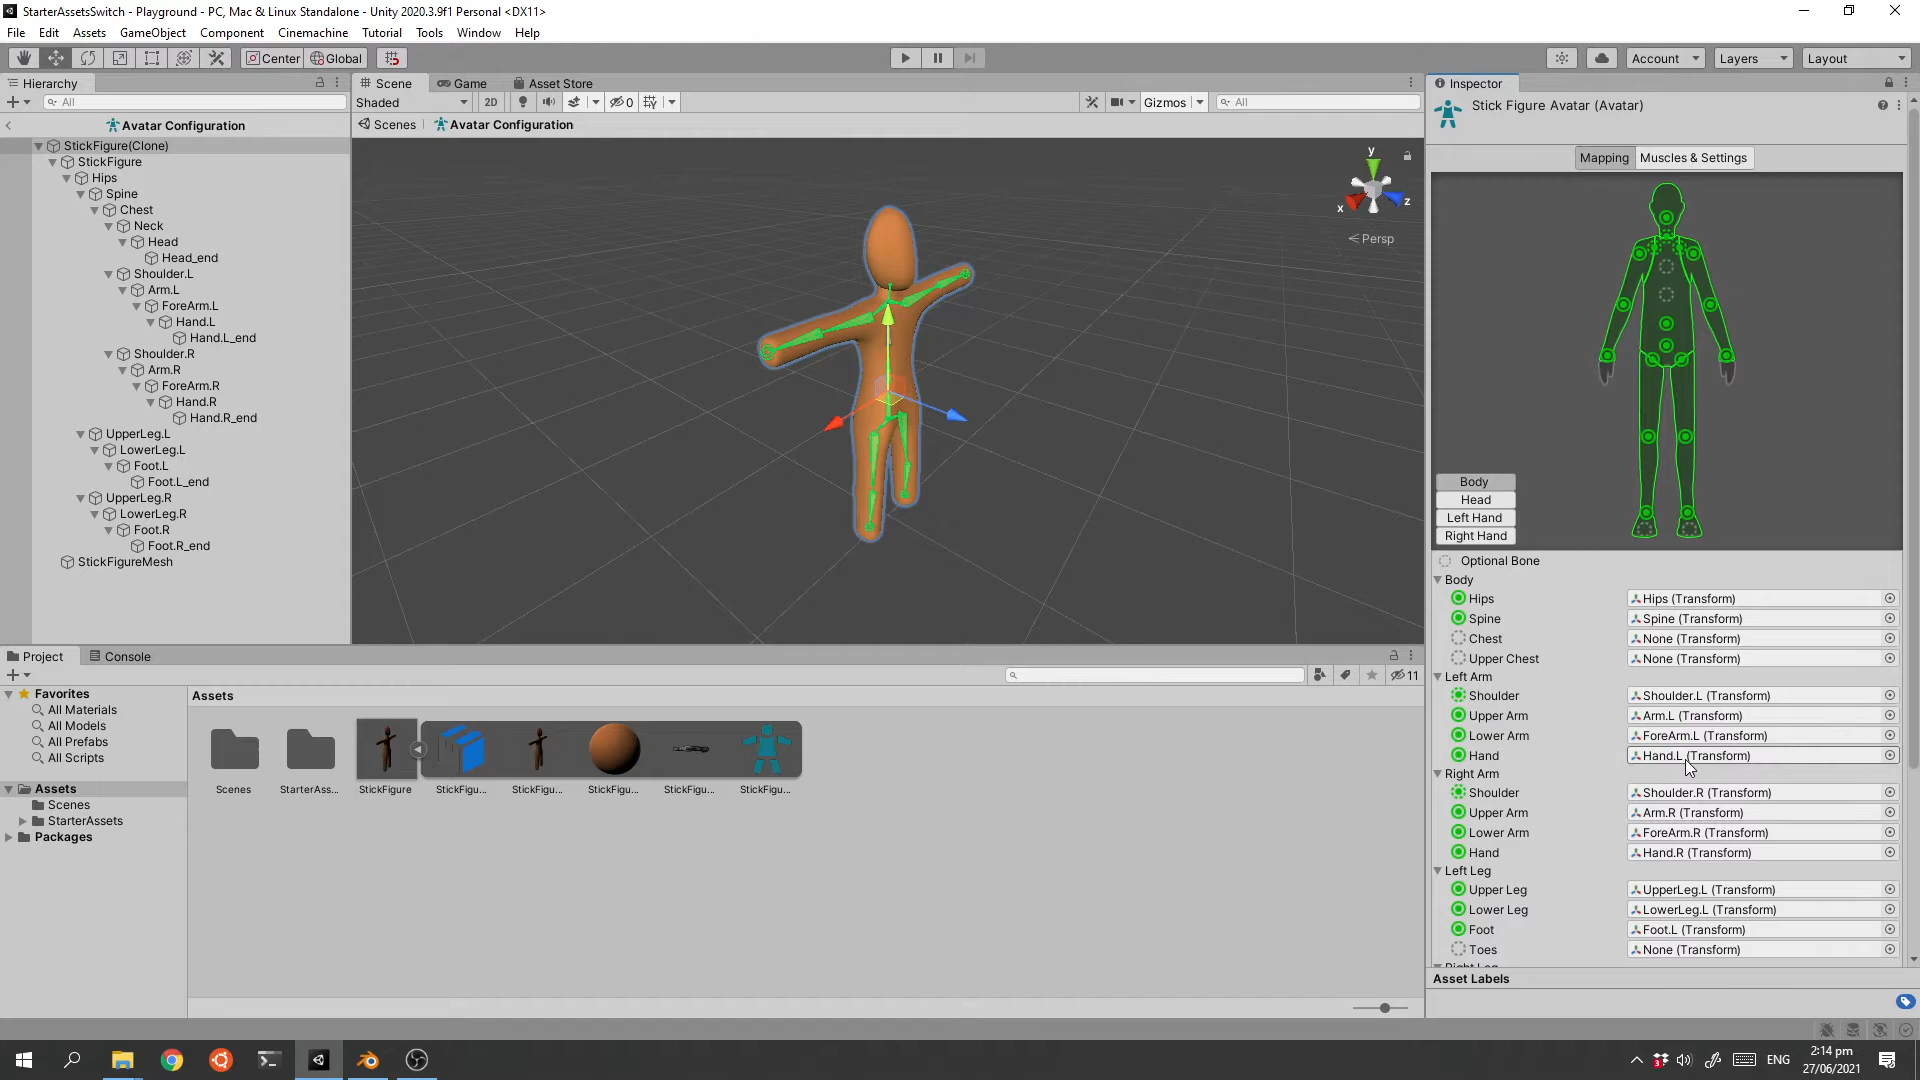 StarterAssetsSwitch - Playground - PC, Mac & Linux Standalone - Unity 2020.3.9f1 Personal <DX11>
File Edit Assets GameObject Component Cinemachine Tutorial Tools Window Help
Center Global Account Layers Layout
Hierarchy
All
Avatar Configuration
StickFigure(Clone)
StickFigure
Hips
Spine
Chest
Neck
Head
Head_end
Shoulder.L
Arm.L
ForeArm.L
Hand.L
Hand.L_end
Shoulder.R
Arm.R
ForeArm.R
Hand.R
Hand.R_end
UpperLeg.L
LowerLeg.L
Foot.L
Foot.L_end
UpperLeg.R
LowerLeg.R
Foot.R
Foot.R_end
StickFigureMesh
Scene Game Asset Store
Shaded 2D 0 Gizmos All
Scenes Avatar Configuration
y
x z
Persp
Inspector
Stick Figure Avatar (Avatar)
Mapping Muscles & Settings
Body
Head
Left Hand
Right Hand
Optional Bone
Body
Hips Hips (Transform)
Spine Spine (Transform)
Chest None (Transform)
Upper Chest None (Transform)
Left Arm
Shoulder Shoulder.L (Transform)
Upper Arm Arm.L (Transform)
Lower Arm ForeArm.L (Transform)
Hand Hand.L (Transform)
Right Arm
Shoulder Shoulder.R (Transform)
Upper Arm Arm.R (Transform)
Lower Arm ForeArm.R (Transform)
Hand Hand.R (Transform)
Left Leg
Upper Leg UpperLeg.L (Transform)
Lower Leg LowerLeg.L (Transform)
Foot Foot.L (Transform)
Toes None (Transform)
Asset Labels
Project Console
11
Favorites
All Materials
All Models
All Prefabs
All Scripts
Assets
Scenes
StarterAssets
Packages
Assets
Scenes StarterAss... StickFigure StickFigu... StickFigu... StickFigu... StickFigu... StickFigu...
3 ENG 2:14 pm
27/06/2021